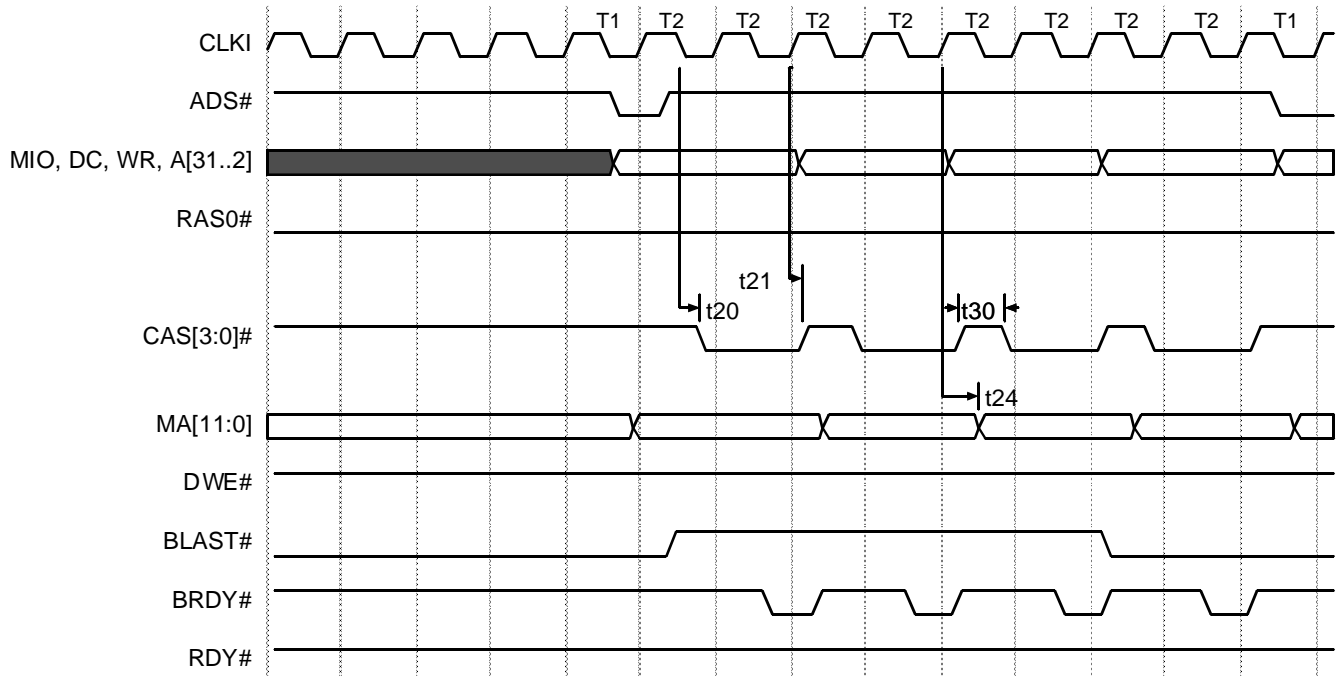 T1 T2 T2 T2 T2 T2 T2 T2 T2 T1
CLKI
ADS#
MIO, DC, WR, A[31..2]
RAS0#
t21
t20 t30
CAS[3:0]#
t24
MA[11:0]
DWE#
BLAST#
BRDY#
RDY#